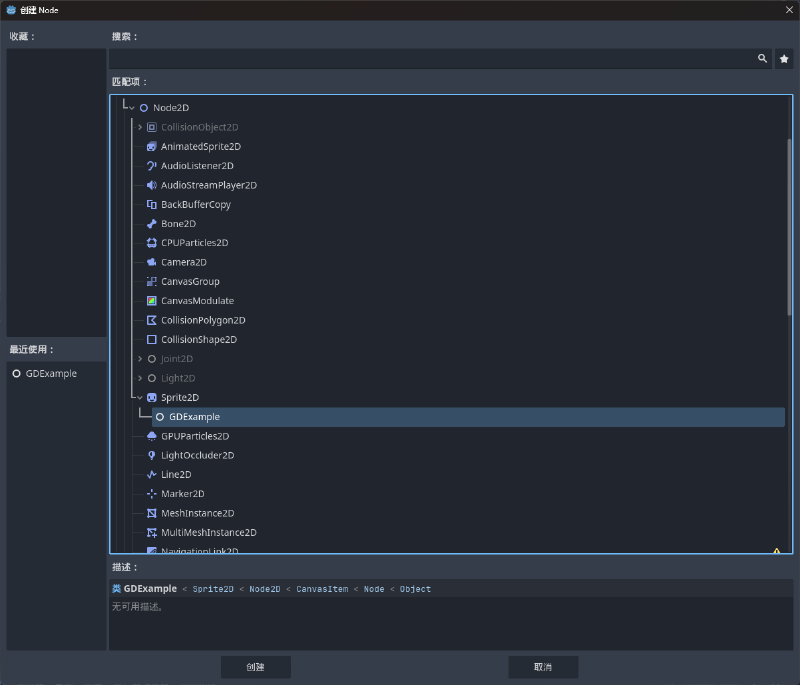 创建 Node
收藏：
搜索：
匹配项：
Node2D
CollisionObject2D
AnimatedSprite2D
AudioListener2D
AudioStreamPlayer2D
BackBufferCopy
Bone2D
CPUParticles2D
Camera2D
CanvasGroup
CanvasModulate
CollisionPolygon2D
CollisionShape2D
Joint2D
Light2D
Sprite2D
GDExample
GPUParticles2D
LightOccluder2D
Line2D
Marker2D
MeshInstance2D
MultiMeshInstance2D
NavigationLink2D
最近使用：
GDExample
描述：
类 GDExample < Sprite2D < Node2D < CanvasItem < Node < Object
无可用描述。
创建
取消